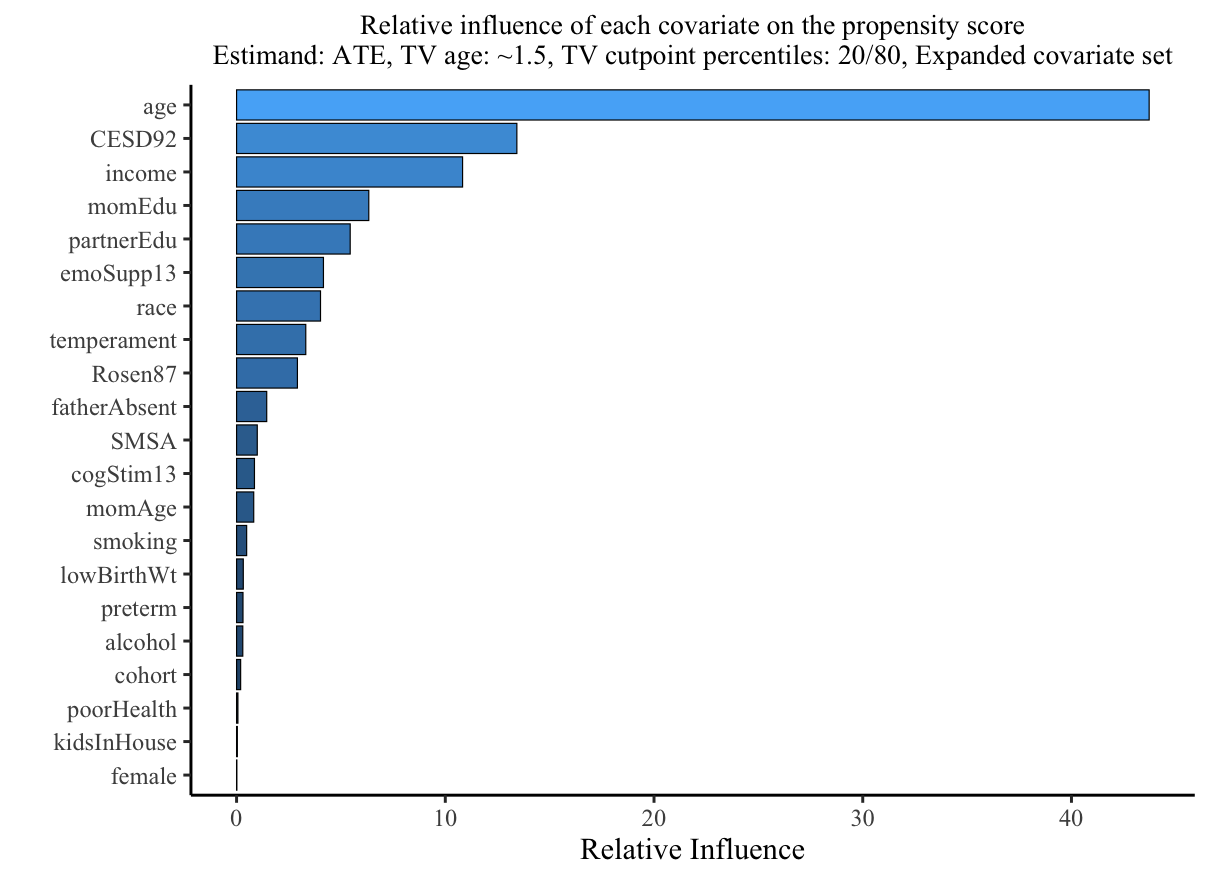 Relative influence of each covariate on the propensity score
Estimand: ATE, TV age: ~1.5, TV cutpoint percentiles: 20/80, Expanded covariate set
age
CESD92
income
momEdu
partnerEdu
emoSupp13
race
temperament
Rosen87
fatherAbsent
SMSA
cogStim13
momAge
smoking
lowBirthWt
preterm
alcohol
cohort
poorHealth
kidsInHouse
female
0 10 20 30 40
Relative Influence